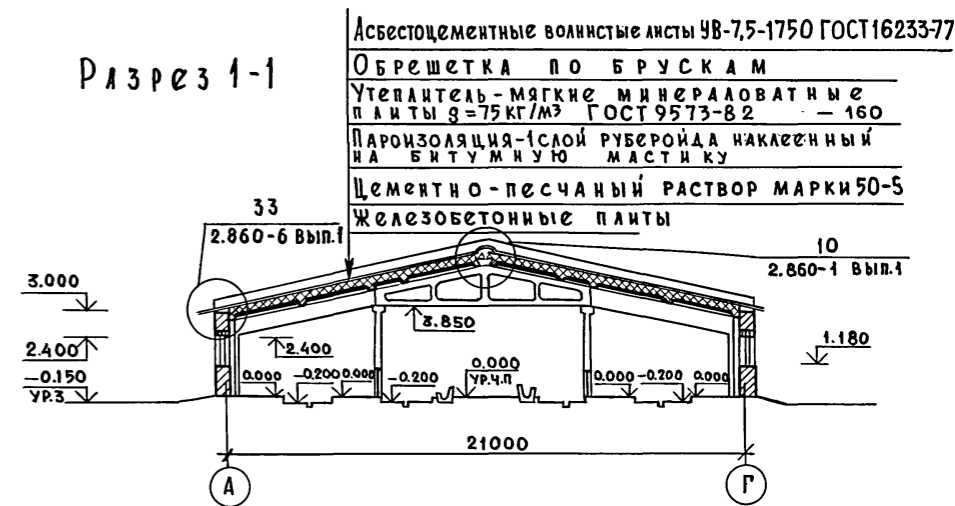 Разрез 1-1
Асбестоцементные волнистые листы УВ-7,5-1750 ГОСТ 16233-77
Обрешетка по брускам
Утеплитель-мягкие минераловатные
плиты g=75 кг/м³ ГОСТ 9573-82 — 160
Пароизоляция-1слой рубероида наклеенный
на битумную мастику
Цементно-песчаный раствор марки 50-5
Железобетонные плиты
33
2.860-6 Вып.1
10
2.860-1 Вып.1
3.000
2.400
-0.150
УР.З
3.850
2.400
0.000
-0.200
0.000
-0.200
0.000
УР.Ч.П
0.000
-0.200
0.000
1.180
21000
А
Г